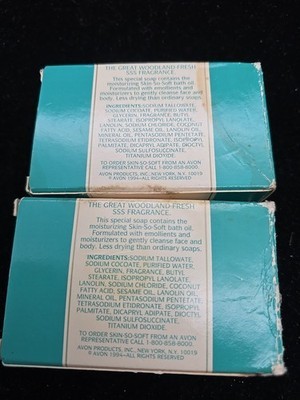 THE GREAT WOODLAND-FRESH
SSS FRAGRANCE
This special soap contains the
moisturizing Skin-So-Soft bath oil.
Formulated with emollients and
moisturizers to gently cleanse face and
body. Less drying than ordinary soaps.
INGREDIENTS: SODIUM TALLOWATE,
SODIUM COCOATE, PURIFIED WATER,
GLYCERIN, FRAGRANCE, BUTYL
STEARATE, ISOPROPYL LANOLATE,
LANOLIN, SODIUM CHLORIDE, COCONUT
FATTY ACID, SESAME OIL, LANOLIN OIL,
MINERAL OIL, PENTASODIUM PENTETATE,
TETRASODIUM ETIDRONATE, ISOPROPYL
PALMITATE, DICAPRYL ADIPATE, DIOCTYL
SODIUM SULFOSUCCINATE,
TITANIUM DIOXIDE.
TO ORDER SKIN-SO-SOFT FROM AN AVON
REPRESENTATIVE CALL 1-800-858-8000.
AVON PRODUCTS, INC., NEW YORK, N.Y. 10019
© AVON 1994-ALL RIGHTS RESERVED
THE GREAT WOODLAND-FRESH
SSS FRAGRANCE.
This special soap contains the
moisturizing Skin-So-Soft bath oil.
Formulated with emollients and
moisturizers to gently cleanse face and
body. Less drying than ordinary soaps.
INGREDIENTS: SODIUM TALLOWATE,
SODIUM COCOATE, PURIFIED WATER,
GLYCERIN, FRAGRANCE, BUTYL
STEARATE, ISOPROPYL LANOLATE,
LANOLIN, SODIUM CHLORIDE, COCONUT
FATTY ACID, SESAME OIL, LANOLIN OIL,
MINERAL OIL, PENTASODIUM PENTETATE,
TETRASODIUM ETIDRONATE, ISOPROPYL
PALMITATE, DICAPRYL ADIPATE, DIOCTYL
SODIUM SULFOSUCCINATE,
TITANIUM DIOXIDE.
TO ORDER SKIN-SO-SOFT FROM AN AVON
REPRESENTATIVE CALL 1-800-858-8000.
AVON PRODUCTS, INC., NEW YORK, N.Y. 10019
© AVON 1994-ALL RIGHTS RESERVED